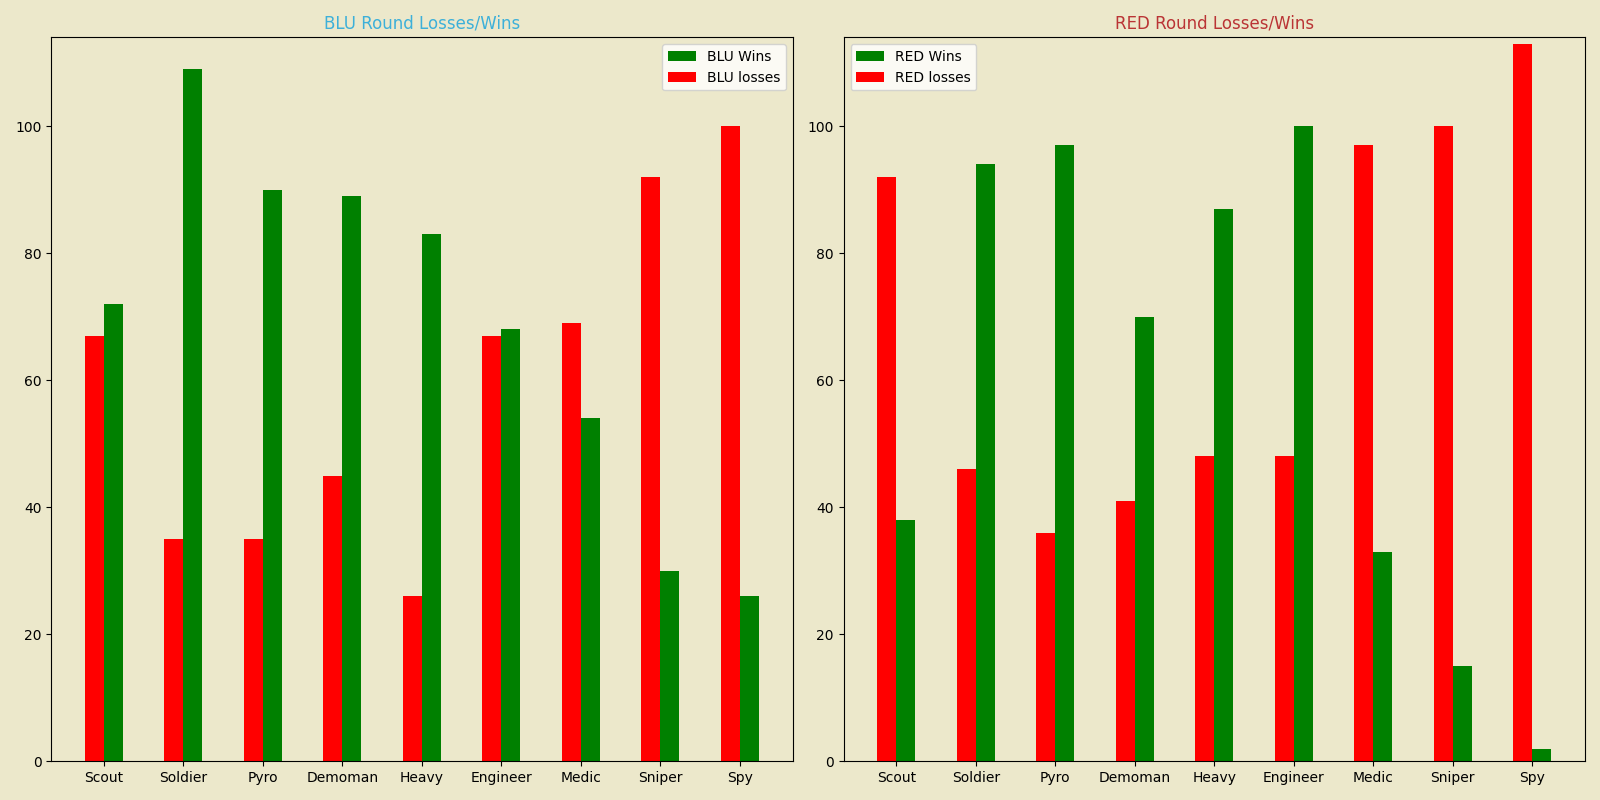 BLU Round Losses/Wins
BLU Wins
BLU losses
100
80
60
40
20
0
Scout Soldier Pyro Demoman Heavy Engineer Medic Sniper Spy
RED Round Losses/Wins
RED Wins
RED losses
100
80
60
40
20
0
Scout Soldier Pyro Demoman Heavy Engineer Medic Sniper Spy